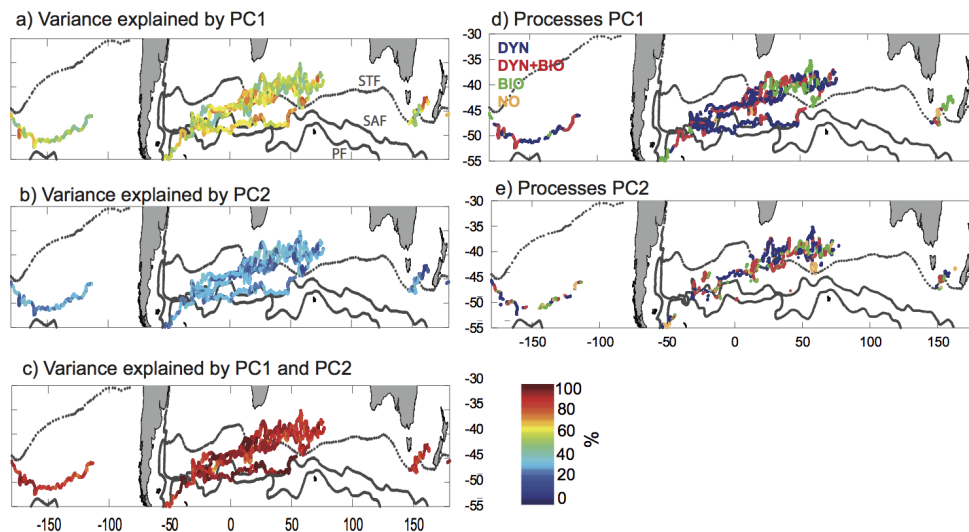 a) Variance explained by PC1
STF
SAF
PF
b) Variance explained by PC2
c) Variance explained by PC1 and PC2
-150 -100 -50 0 50 100 150
d) Processes PC1
DYN
DYN+BIO
BIO
NO
-30
-35
-40
-45
-50
-55
e) Processes PC2
-30
-35
-40
-45
-50
-55
-150 -100 -50 0 50 100 150
-30
-35
-40
-45
-50
-55
100
80
60
40
20
0
%